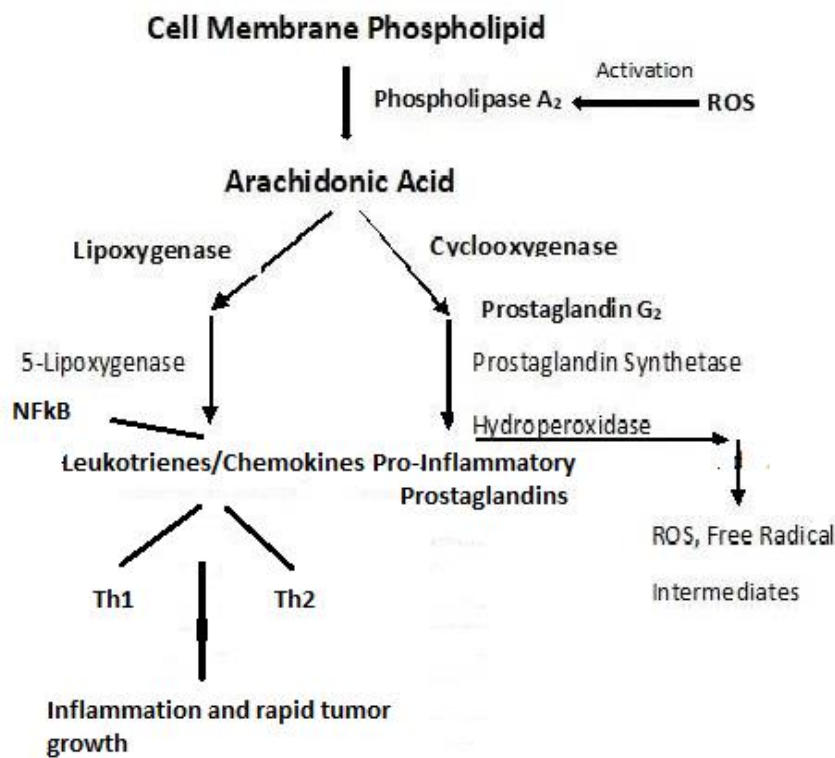 Cell Membrane Phospholipid
Activation
Phospholipase A₂
ROS
Arachidonic Acid
Lipoxygenase
Cyclooxygenase
Prostaglandin G₂
5-Lipoxygenase
Prostaglandin Synthetase
NFkB
Hydroperoxidase
Leukotrienes/Chemokines
Pro-Inflammatory
Prostaglandins
ROS, Free Radical
Intermediates
Th1
Th2
Inflammation and rapid tumor
growth